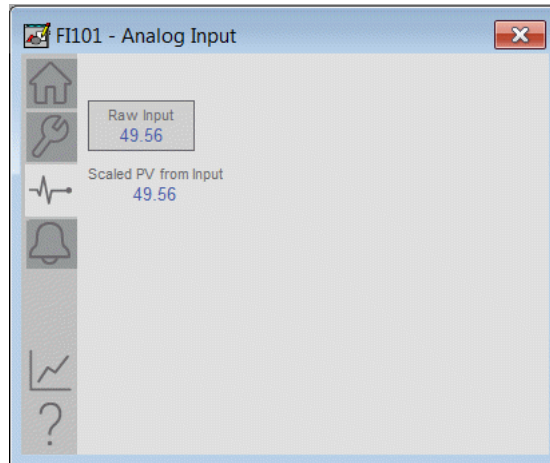 FI101 - Analog Input
Raw Input
49.56
Scaled PV from Input
49.56
?